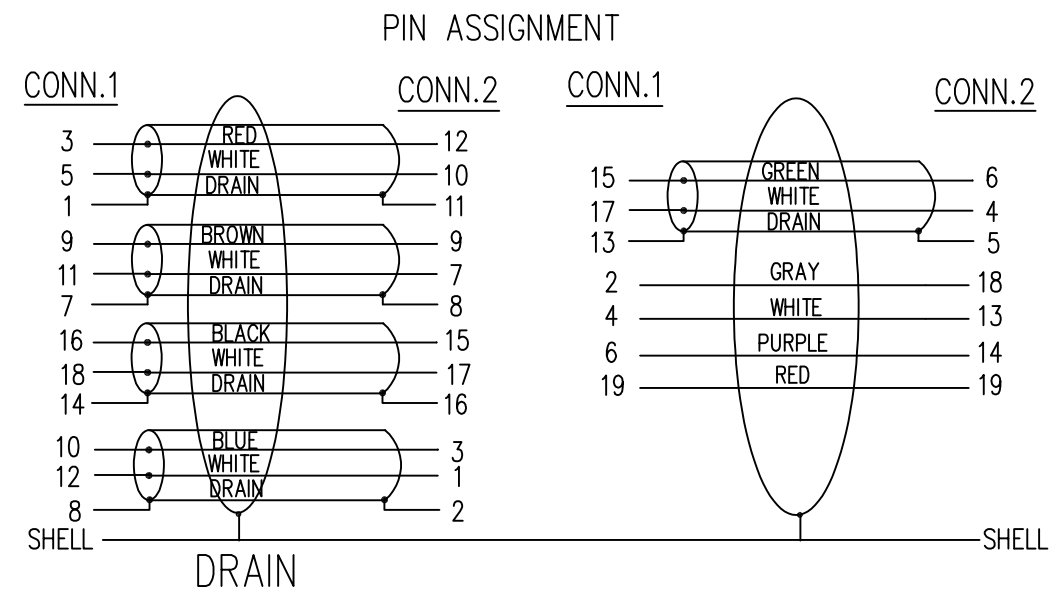 PIN ASSIGNMENT
CONN.1 CONN.2
3 RED 12
5 WHITE 10
1 DRAIN 11
9 BROWN 9
11 WHITE 7
7 DRAIN 8
16 BLACK 15
18 WHITE 17
14 DRAIN 16
10 BLUE 3
12 WHITE 1
8 DRAIN 2
CONN.1 CONN.2
15 GREEN 6
17 WHITE 4
13 DRAIN 5
2 GRAY 18
4 WHITE 13
6 PURPLE 14
19 RED 19
SHELL SHELL
DRAIN